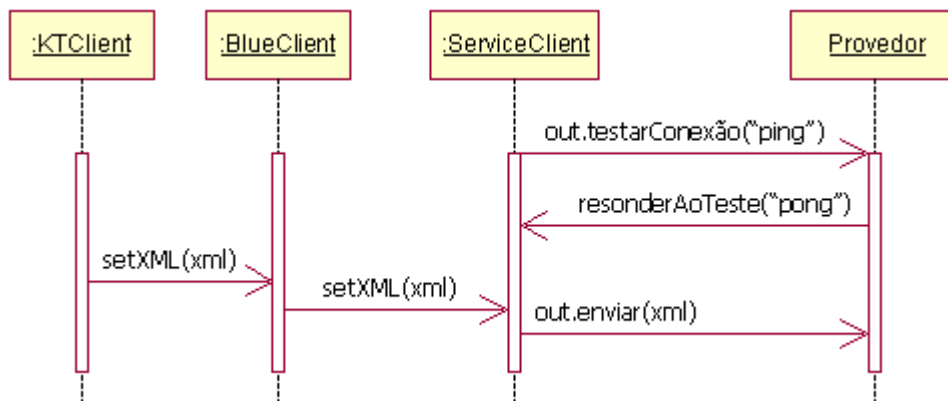 :KTClient
:BlueClient
:ServiceClient
Provedor
out.testarConexão("ping")
resonderAoTeste("pong")
setXML(xml)
setXML(xml)
out.enviar(xml)